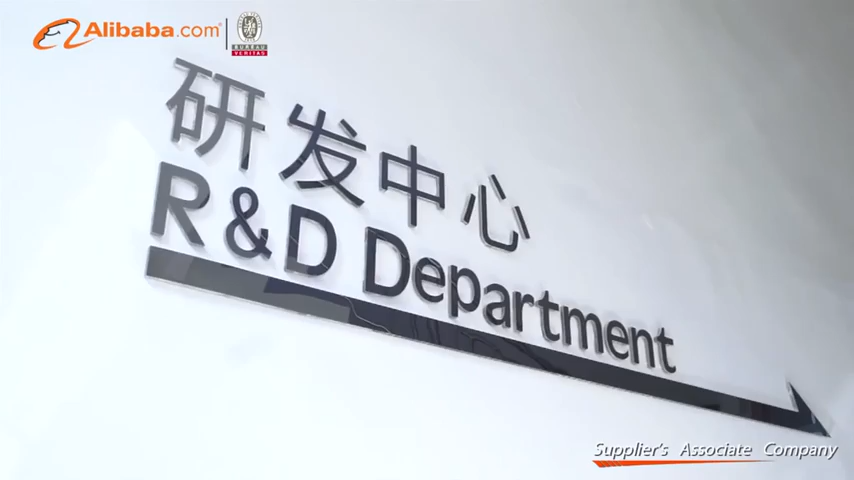 Alibaba.com
BUREAU
VERITAS
研发中心
R&D Department
Supplier's Associate Company